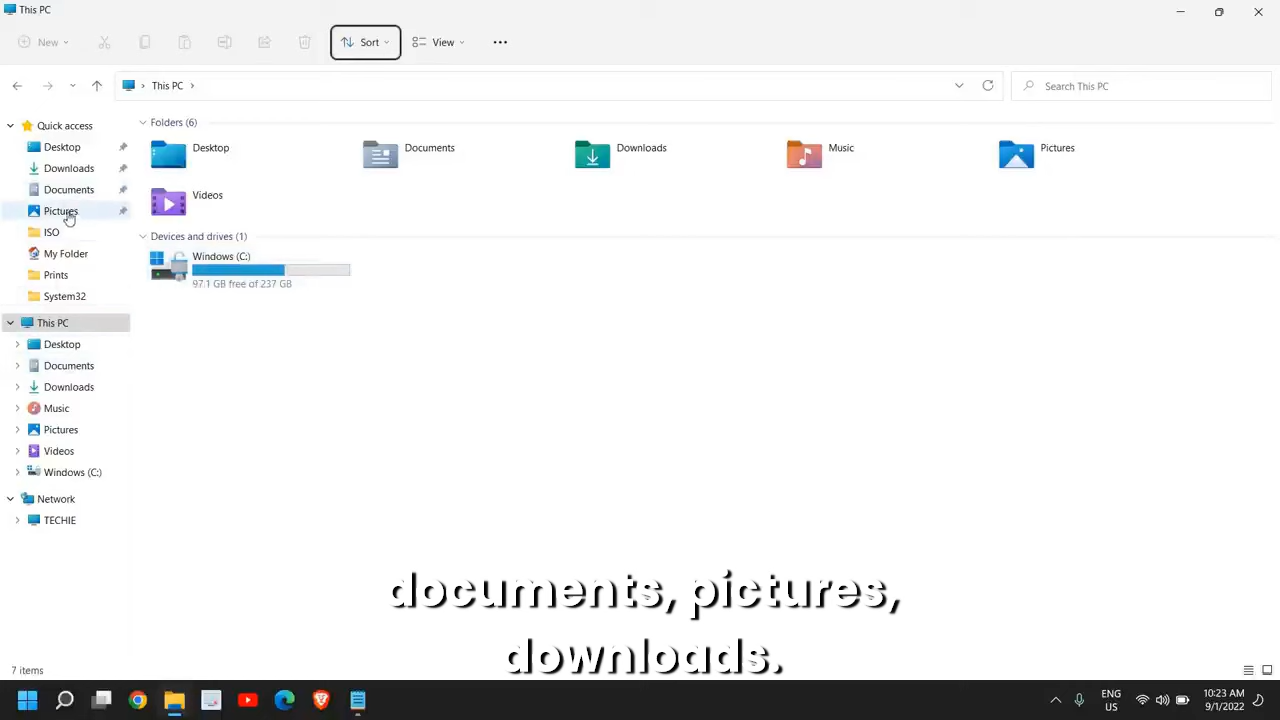 This PC
New
Sort
View
This PC
Search This PC
Quick access
Desktop
Downloads
Documents
Pictures
ISO
My Folder
Prints
System32
This PC
Desktop
Documents
Downloads
Music
Pictures
Videos
Windows (C:)
Network
TECHIE
Folders (6)
Desktop
Documents
Downloads
Music
Pictures
Videos
Devices and drives (1)
Windows (C:)
97.1 GB free of 237 GB
documents, pictures,
downloads.
7 items
ENG
US
10:23 AM
9/1/2022